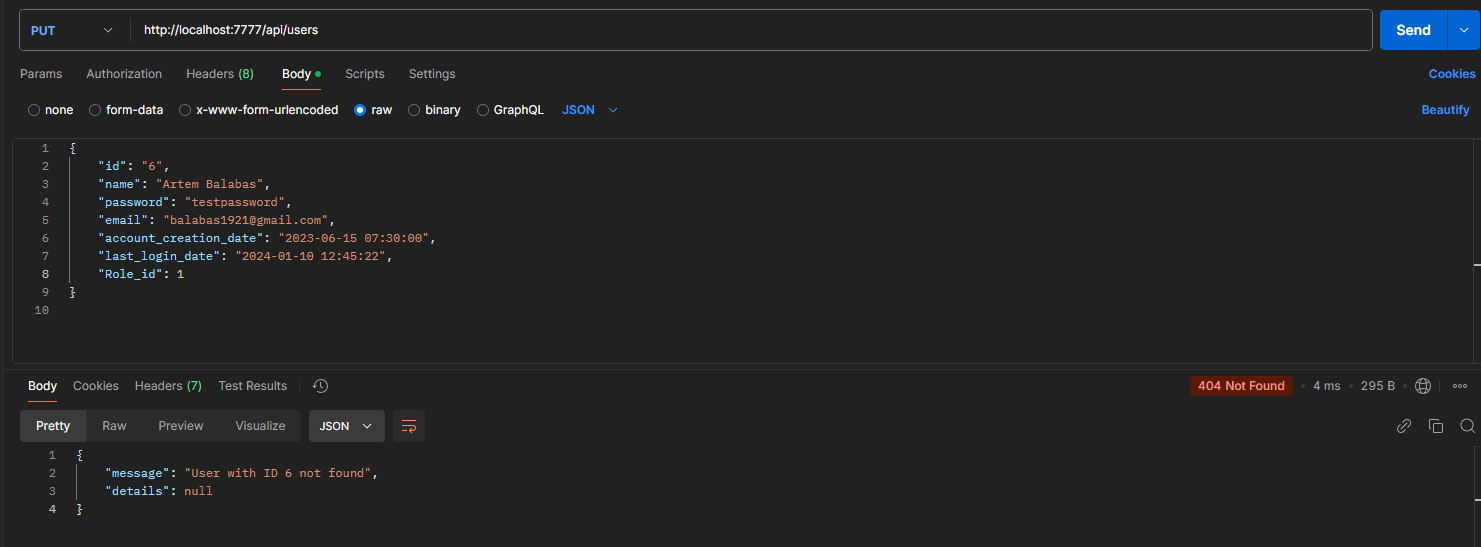 PUT http://localhost:7777/api/users Send
Params Authorization Headers (8) Body Scripts Settings Cookies
none form-data x-www-form-urlencoded raw binary GraphQL JSON Beautify
1 {
2 "id": "6",
3 "name": "Artem Balabas",
4 "password": "testpassword",
5 "email": "balabas1921@gmail.com",
6 "account_creation_date": "2023-06-15 07:30:00",
7 "last_login_date": "2024-01-10 12:45:22",
8 "Role_id": 1
9 }
10
Body Cookies Headers (7) Test Results 404 Not Found 4 ms 295 B
Pretty Raw Preview Visualize JSON
1 {
2 "message": "User with ID 6 not found",
3 "details": null
4 }